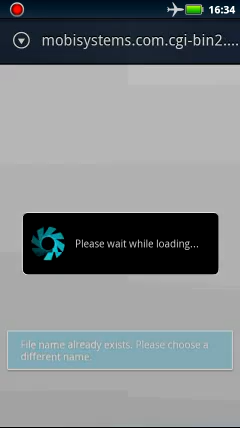 16:34
mobisystems.com.cgi-bin2....
Please wait while loading...
File name already exists. Please choose a
different name.